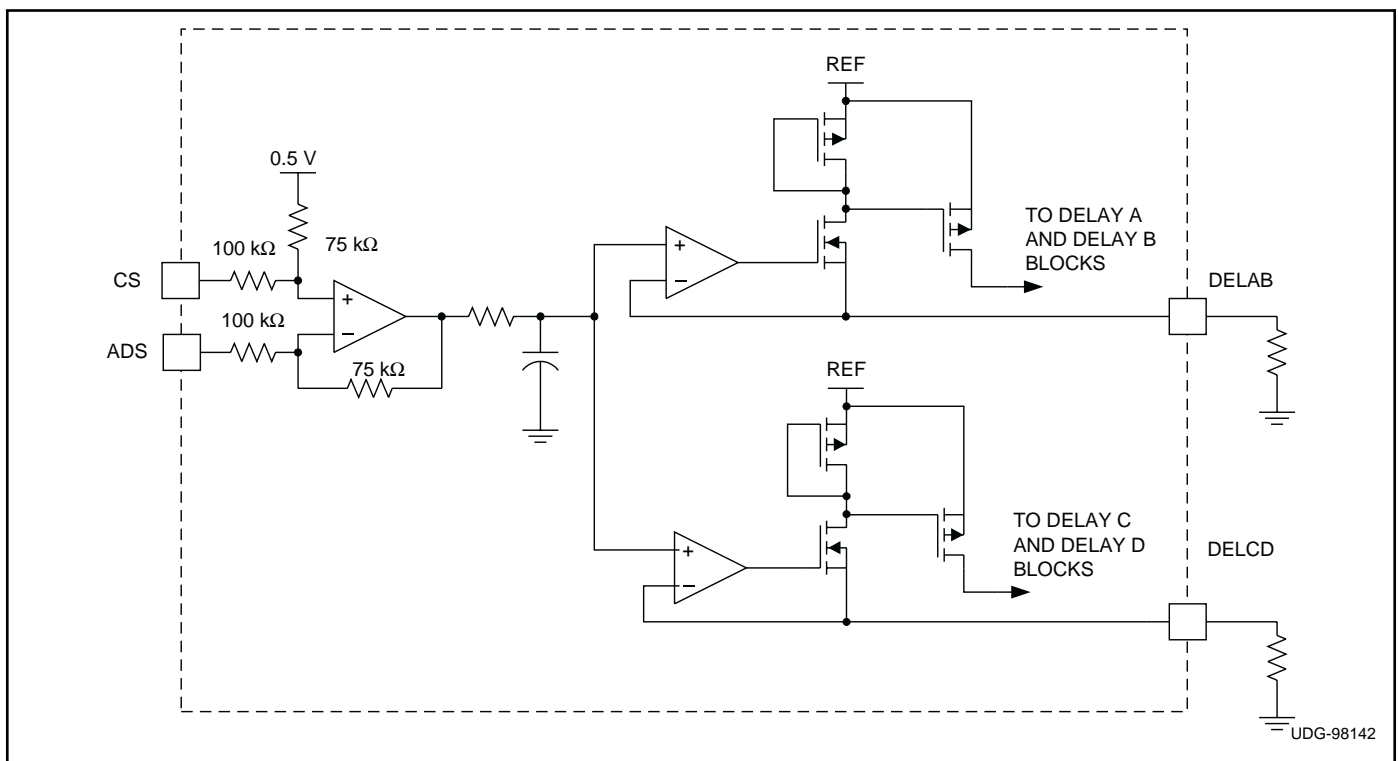 REF
0.5 V
75 kΩ
100 kΩ
CS
+
−
100 kΩ
ADS
75 kΩ
+
−
TO DELAY A
AND DELAY B
BLOCKS
DELAB
REF
+
−
TO DELAY C
AND DELAY D
BLOCKS
DELCD
UDG-98142